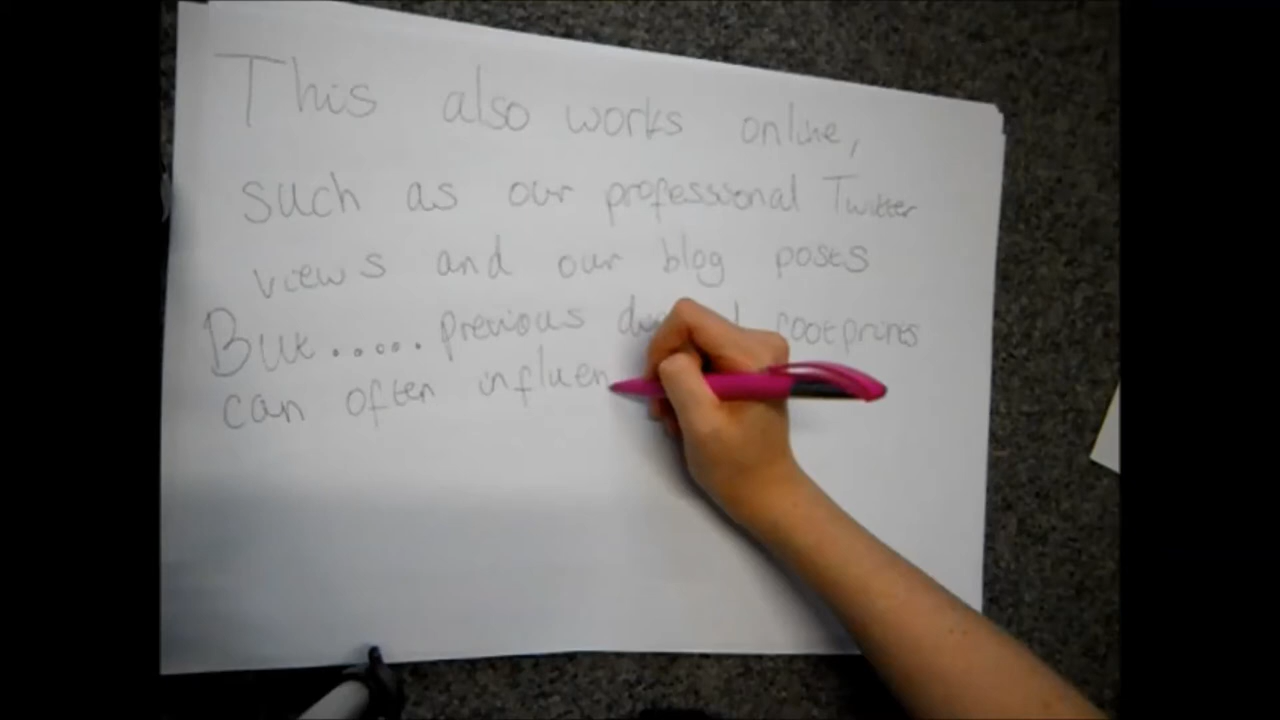 This also works online,
such as our professional Twitter
views and our blog posts
But..... previous footprints
can often influen